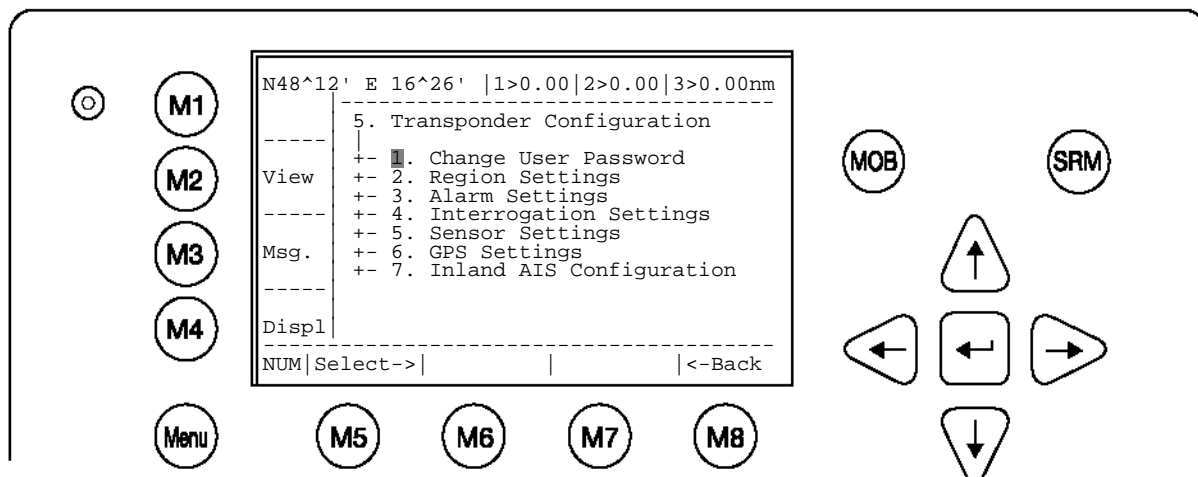 N48^12' E 16^26' |1>0.00|2>0.00|3>0.00nm
5. Transponder Configuration
+- 1. Change User Password
+- 2. Region Settings
+- 3. Alarm Settings
+- 4. Interrogation Settings
+- 5. Sensor Settings
+- 6. GPS Settings
+- 7. Inland AIS Configuration
View
Msg.
Displ
NUM|Select->| | |<-Back
M1
M2
M3
M4
Menu
M5
M6
M7
M8
MOB
SRM